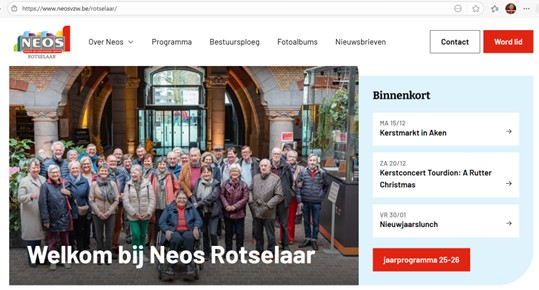 https://www.neosvzw.be/rotselaar/
NEOS
ROTSELAAR
Over Neos
Programma
Bestuursploeg
Fotoalbums
Nieuwsbrieven
Contact
Word lid
Binnenkort
MA 15/12
Kerstmarkt in Aken
ZA 20/12
Kerstconcert Tourdion: A Rutter
Christmas
VR 30/01
Nieuwjaarslunch
jaarprogramma 25-26
Welkom bij Neos Rotselaar